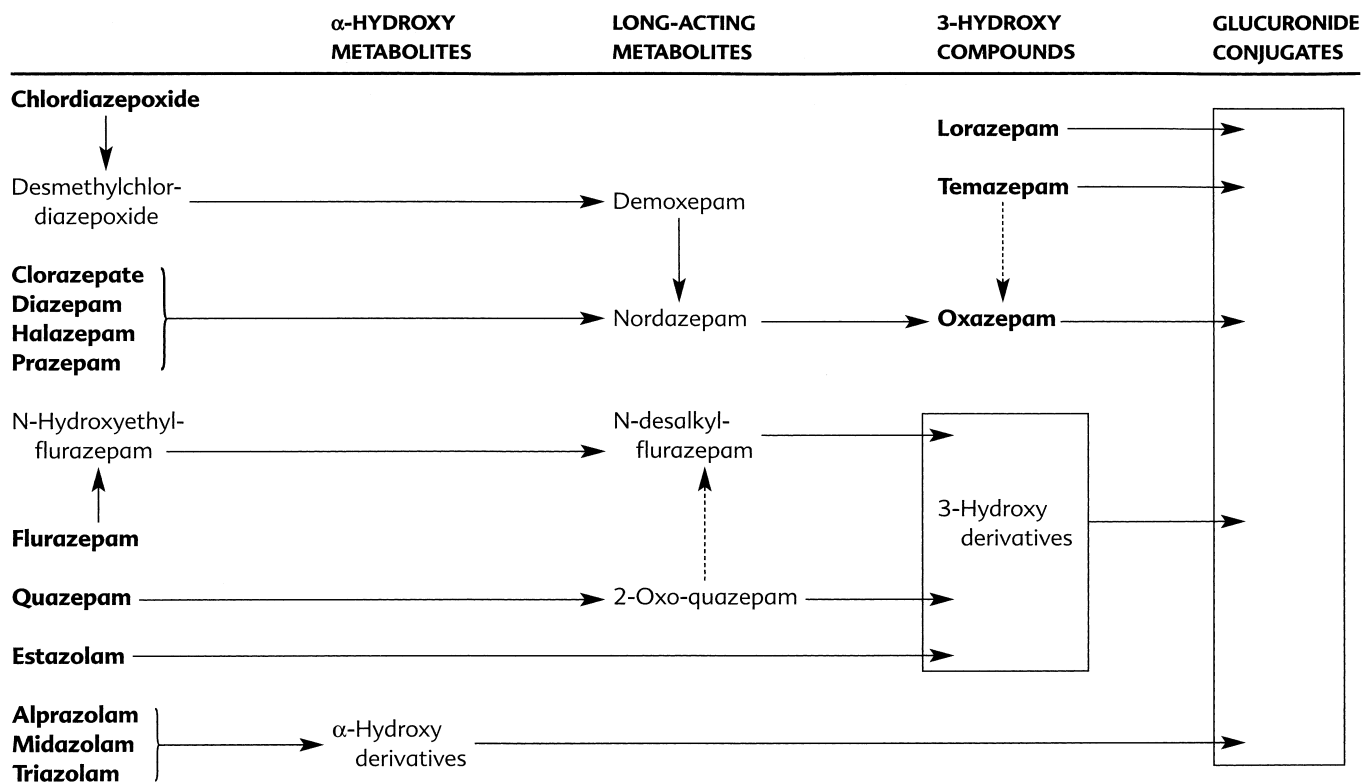 α-HYDROXY
METABOLITES
LONG-ACTING
METABOLITES
3-HYDROXY
COMPOUNDS
GLUCURONIDE
CONJUGATES
Chlordiazepoxide
Lorazepam
Desmethylchlor-
diazepoxide
Demoxepam
Temazepam
Clorazepate
Diazepam
Halazepam
Prazepam
Nordazepam
Oxazepam
N-Hydroxyethyl-
flurazepam
N-desalkyl-
flurazepam
3-Hydroxy
derivatives
Flurazepam
Quazepam
2-Oxo-quazepam
Estazolam
Alprazolam
Midazolam
Triazolam
α-Hydroxy
derivatives